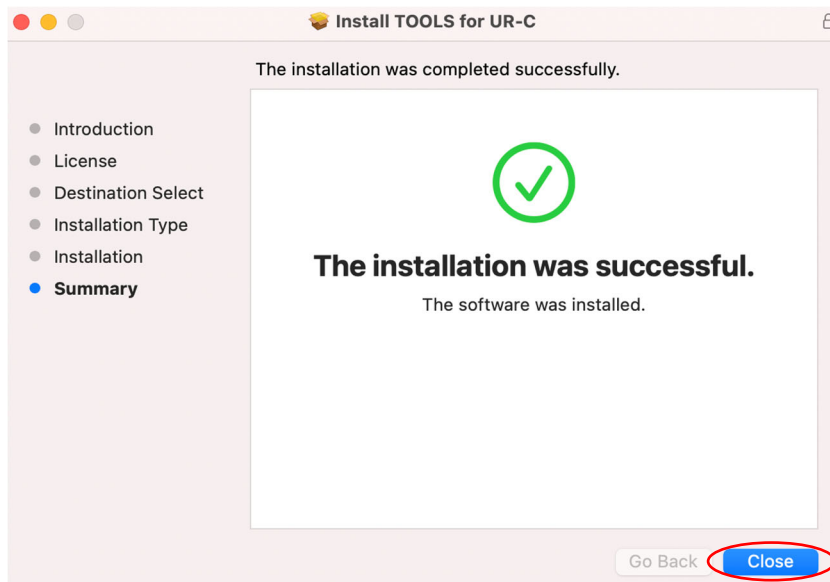 Install TOOLS for UR-C
The installation was completed successfully.
Introduction
License
Destination Select
Installation Type
Installation
Summary
The installation was successful.
The software was installed.
Go Back
Close